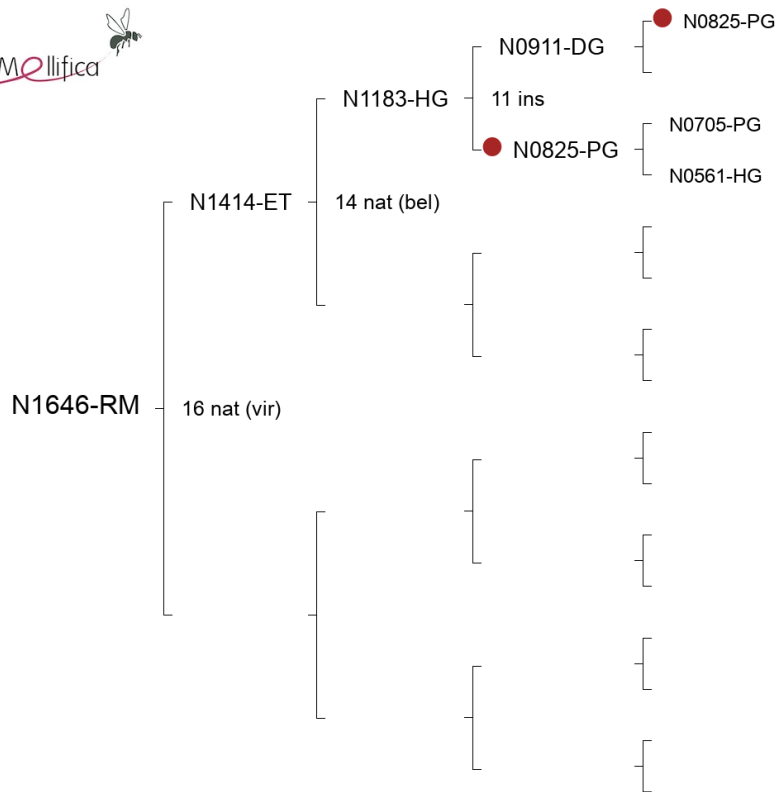 Mellifica
N0825-PG
N0911-DG
N1183-HG
11 ins
N0705-PG
N0825-PG
N0561-HG
N1414-ET
14 nat (bel)
N1646-RM
16 nat (vir)